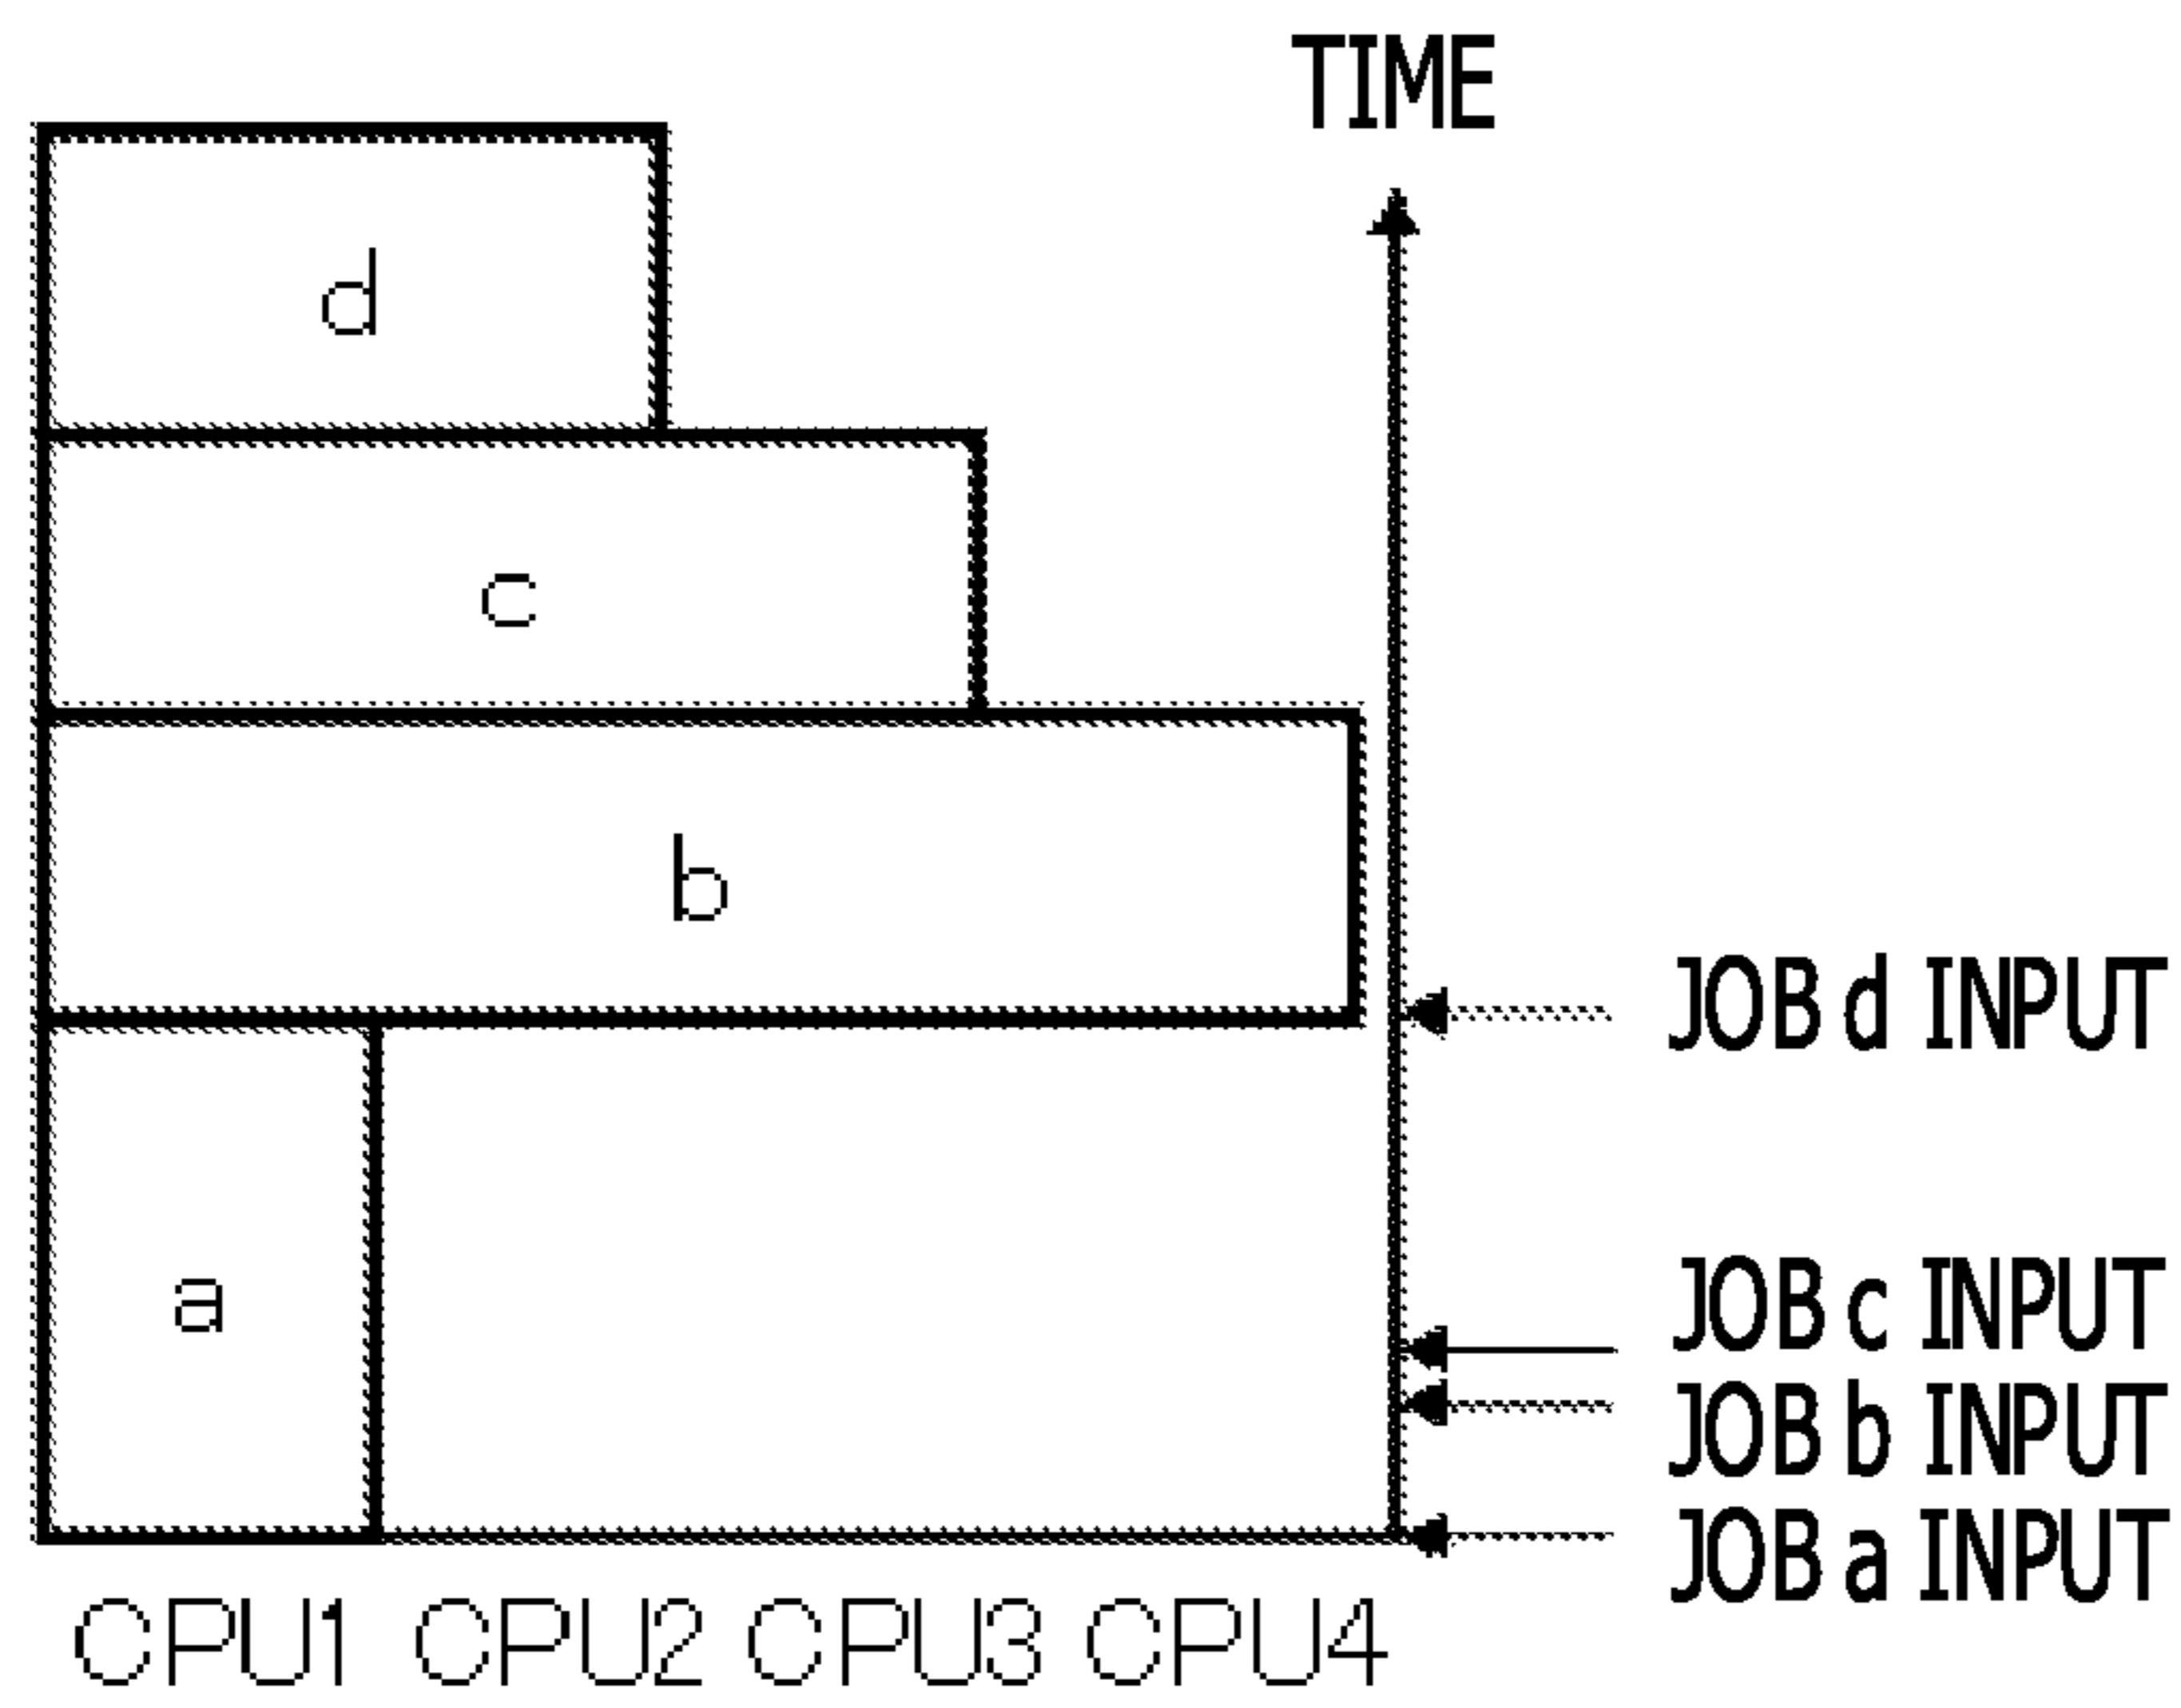 TIME
d
c
b
JOB d INPUT
a
JOB c INPUT
JOB b INPUT
JOB a INPUT
CPU1 CPU2 CPU3 CPU4